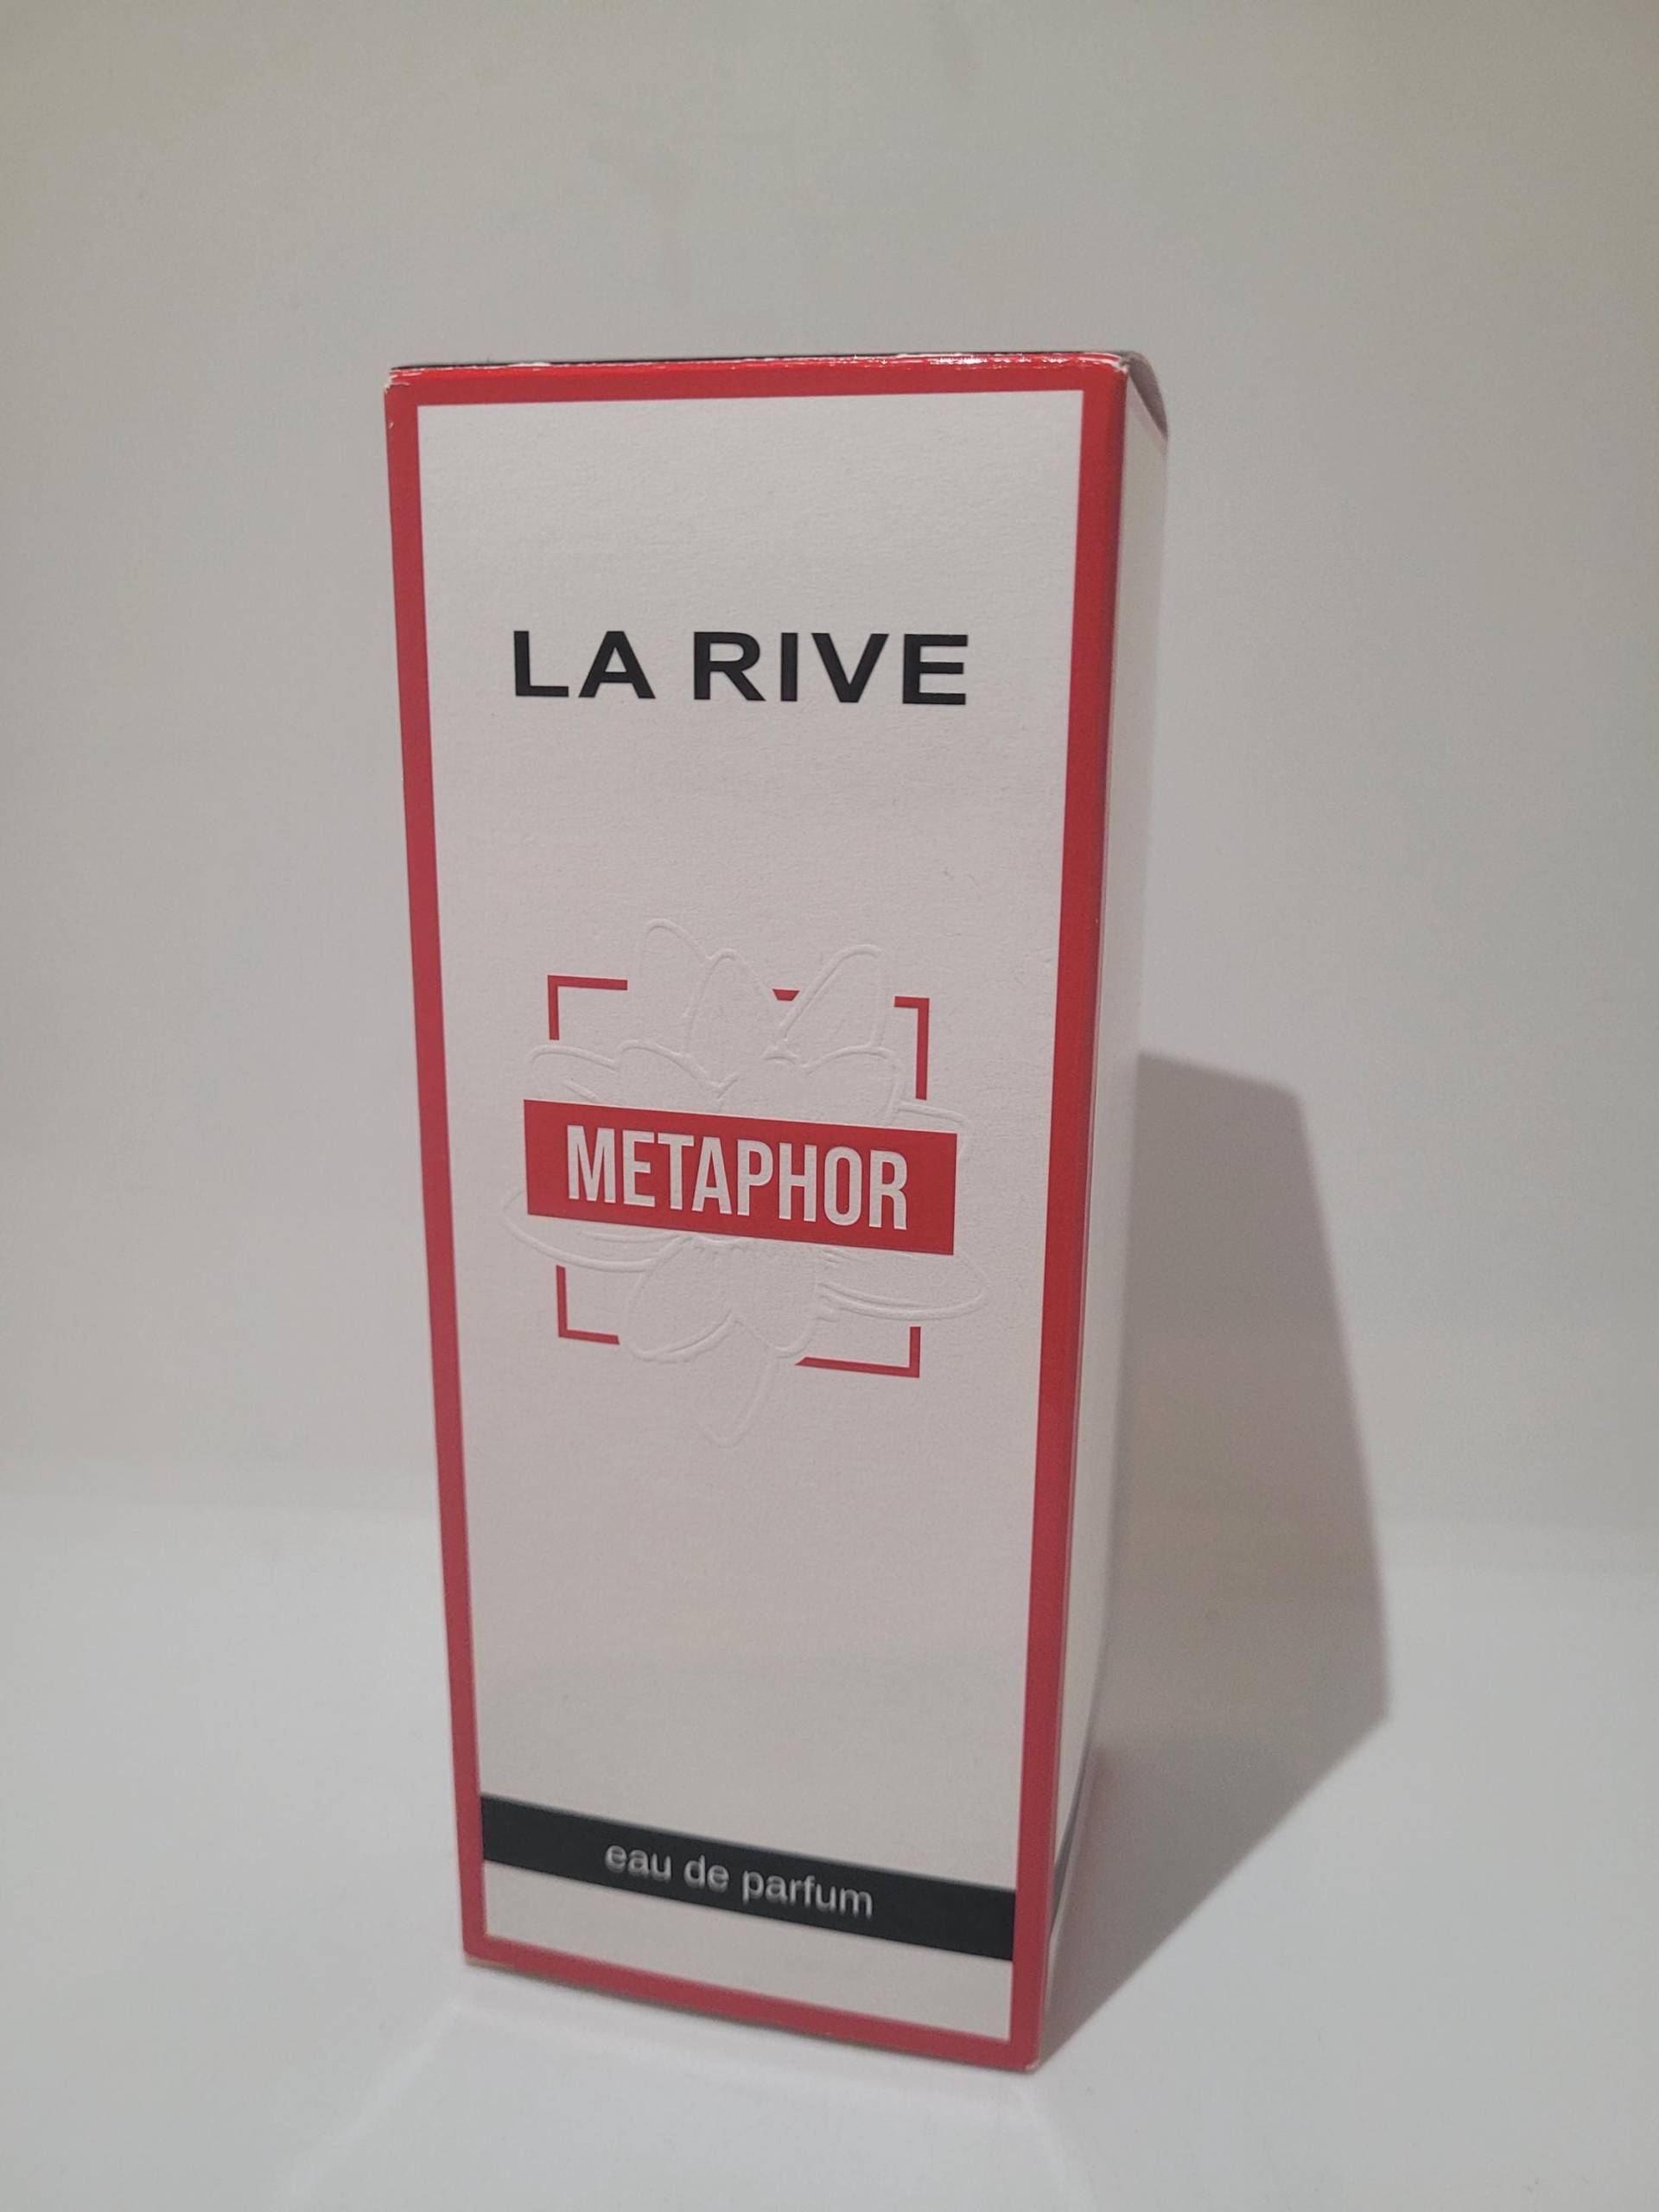 LA RIVE
METAPHOR
eau de parfum